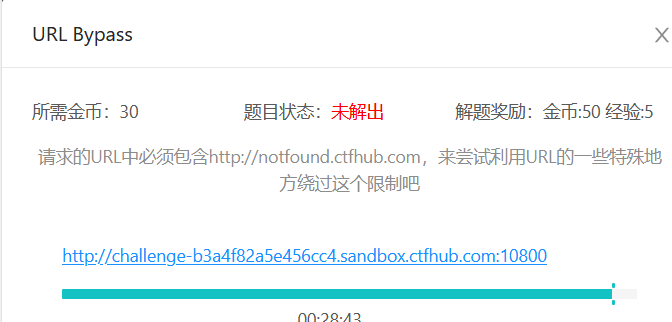 URL Bypass
所需金币：30 题目状态：未解出 解题奖励：金币:50 经验:5
请求的URL中必须包含http://notfound.ctfhub.com，来尝试利用URL的一些特殊地
方绕过这个限制吧
http://challenge-b3a4f82a5e456cc4.sandbox.ctfhub.com:10800
00:28:43